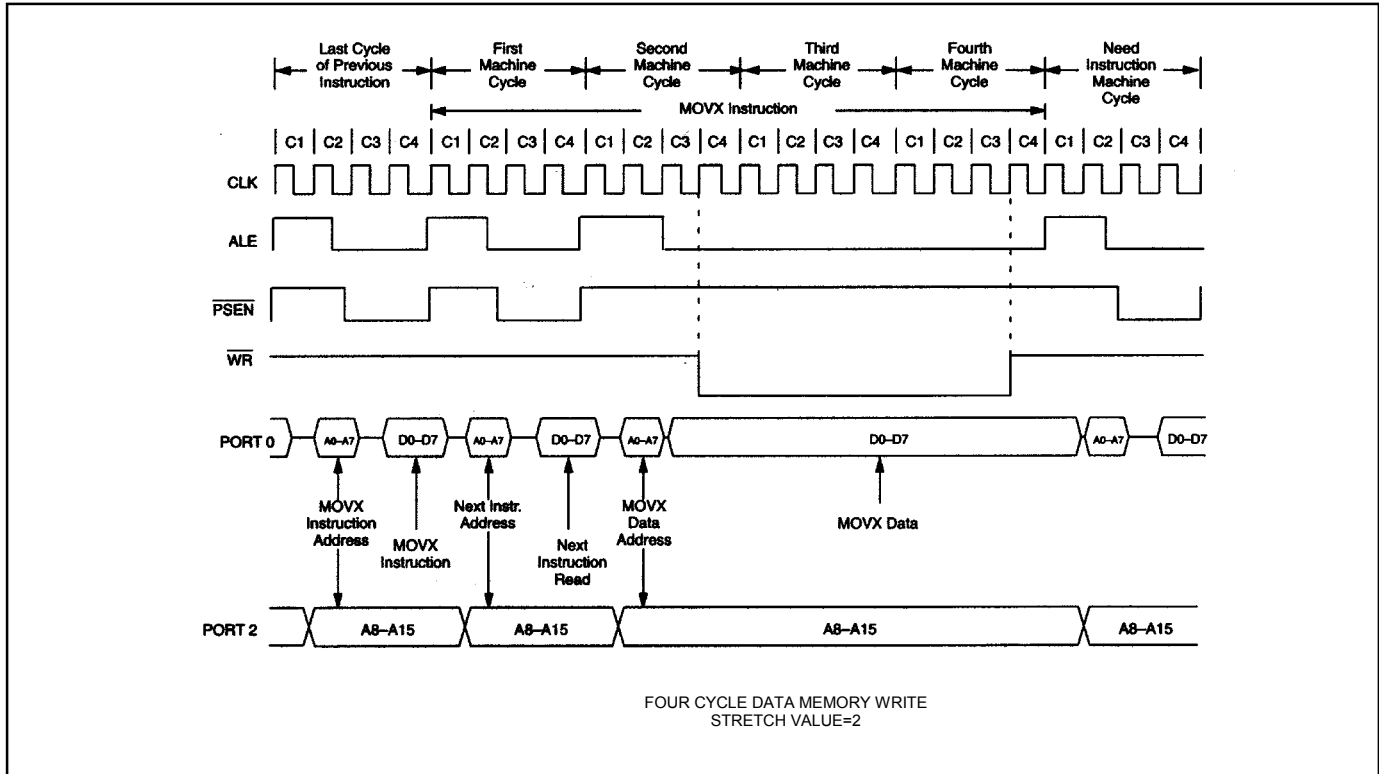 Last Cycle of Previous Instruction
First Machine Cycle
Second Machine Cycle
Third Machine Cycle
Fourth Machine Cycle
Need Instruction Machine Cycle
MOVX Instruction
C1 C2 C3 C4 C1 C2 C3 C4 C1 C2 C3 C4 C1 C2 C3 C4 C1 C2 C3 C4 C1 C2 C3 C4
CLK
ALE
PSEN
WR
PORT 0 A0–A7 D0–D7 A0–A7 D0–D7 A0–A7 D0–D7 A0–A7 D0–D7
MOVX Instruction Address
MOVX Instruction
Next Instr. Address
Next Instruction Read
MOVX Data Address
MOVX Data
PORT 2 A8–A15 A8–A15 A8–A15 A8–A15
FOUR CYCLE DATA MEMORY WRITE
STRETCH VALUE=2